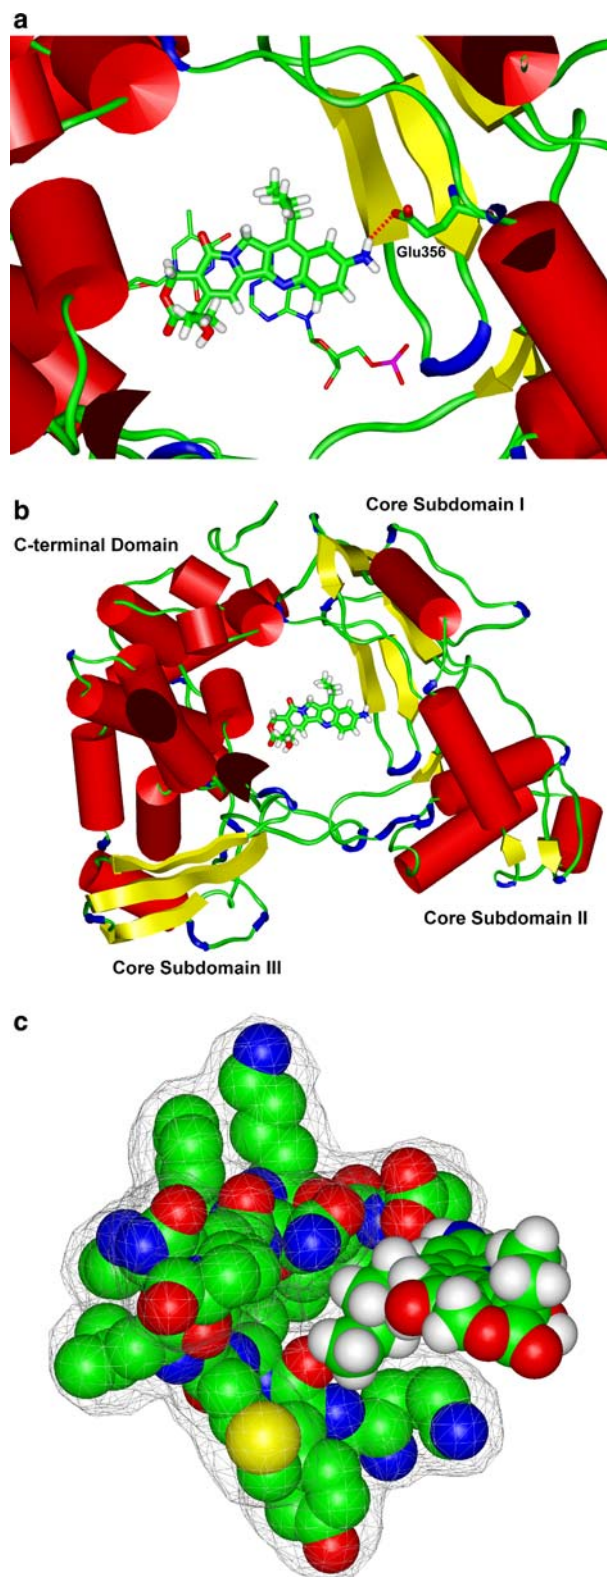 a
Glu356
b
Core Subdomain I
C-terminal Domain
Core Subdomain II
Core Subdomain III
c